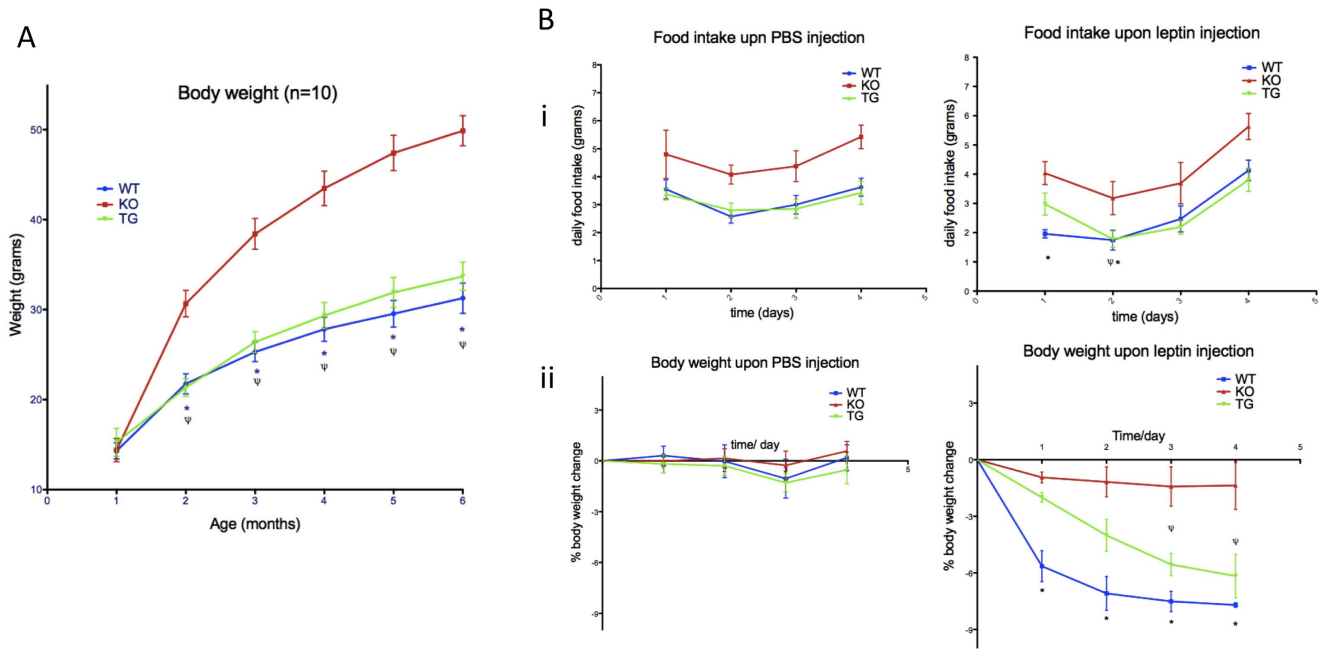 A
Body weight (n=10)
WT
KO
TG
Weight (grams)
50
40
30
20
10
* ψ
* ψ
* ψ
* ψ
* ψ
0 1 2 3 4 5 6
Age (months)
B
i
Food intake upn PBS injection
WT
KO
TG
daily food intake (grams)
8
7
6
5
4
3
2
1
0
0 1 2 3 4 5
time (days)
Food intake upon leptin injection
WT
KO
TG
daily food intake (grams)
8
7
6
5
4
3
2
1
0
* ψ*
0 1 2 3 4 5
time (days)
ii
Body weight upon PBS injection
WT
KO
TG
% body weight change
3
0
-3
-6
-9
time/ day
5
Body weight upon leptin injection
WT
KO
TG
% body weight change
3
0
-3
-6
-9
Time/day
1 2 3 4 5
ψ ψ
* * * *